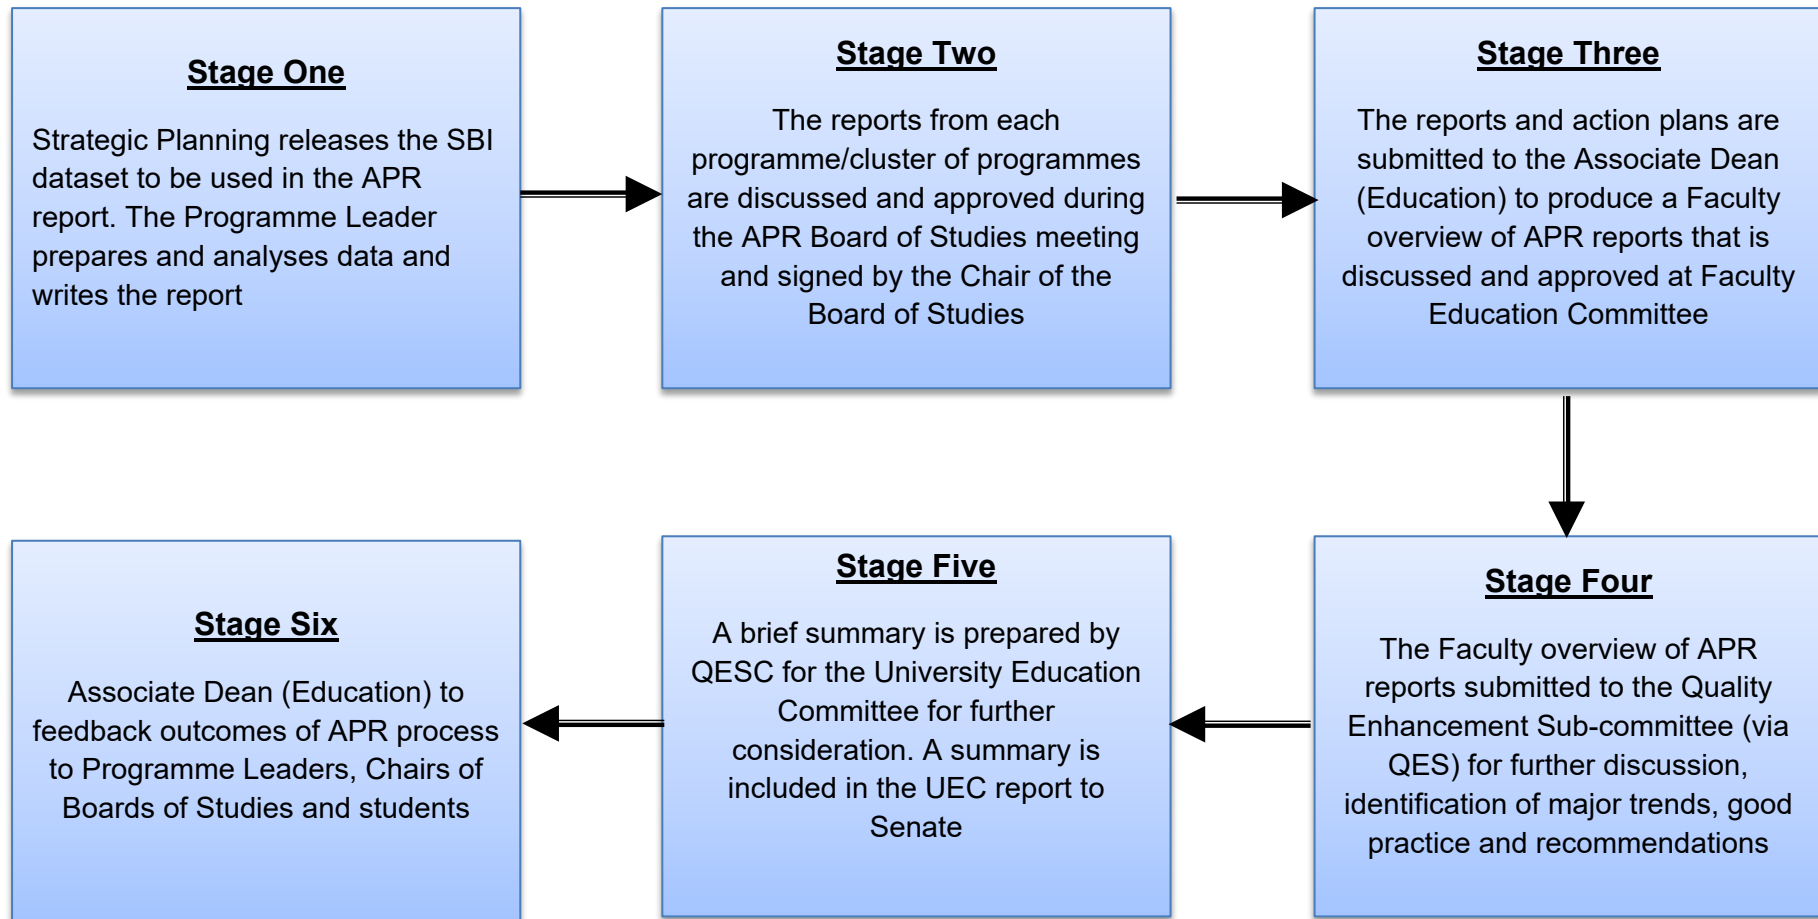 Stage One
Strategic Planning releases the SBI
dataset to be used in the APR
report. The Programme Leader
prepares and analyses data and
writes the report
Stage Two
The reports from each
programme/cluster of programmes
are discussed and approved during
the APR Board of Studies meeting
and signed by the Chair of the
Board of Studies
Stage Three
The reports and action plans are
submitted to the Associate Dean
(Education) to produce a Faculty
overview of APR reports that is
discussed and approved at Faculty
Education Committee
Stage Four
The Faculty overview of APR
reports submitted to the Quality
Enhancement Sub-committee (via
QES) for further discussion,
identification of major trends, good
practice and recommendations
Stage Five
A brief summary is prepared by
QESC for the University Education
Committee for further
consideration. A summary is
included in the UEC report to
Senate
Stage Six
Associate Dean (Education) to
feedback outcomes of APR process
to Programme Leaders, Chairs of
Boards of Studies and students